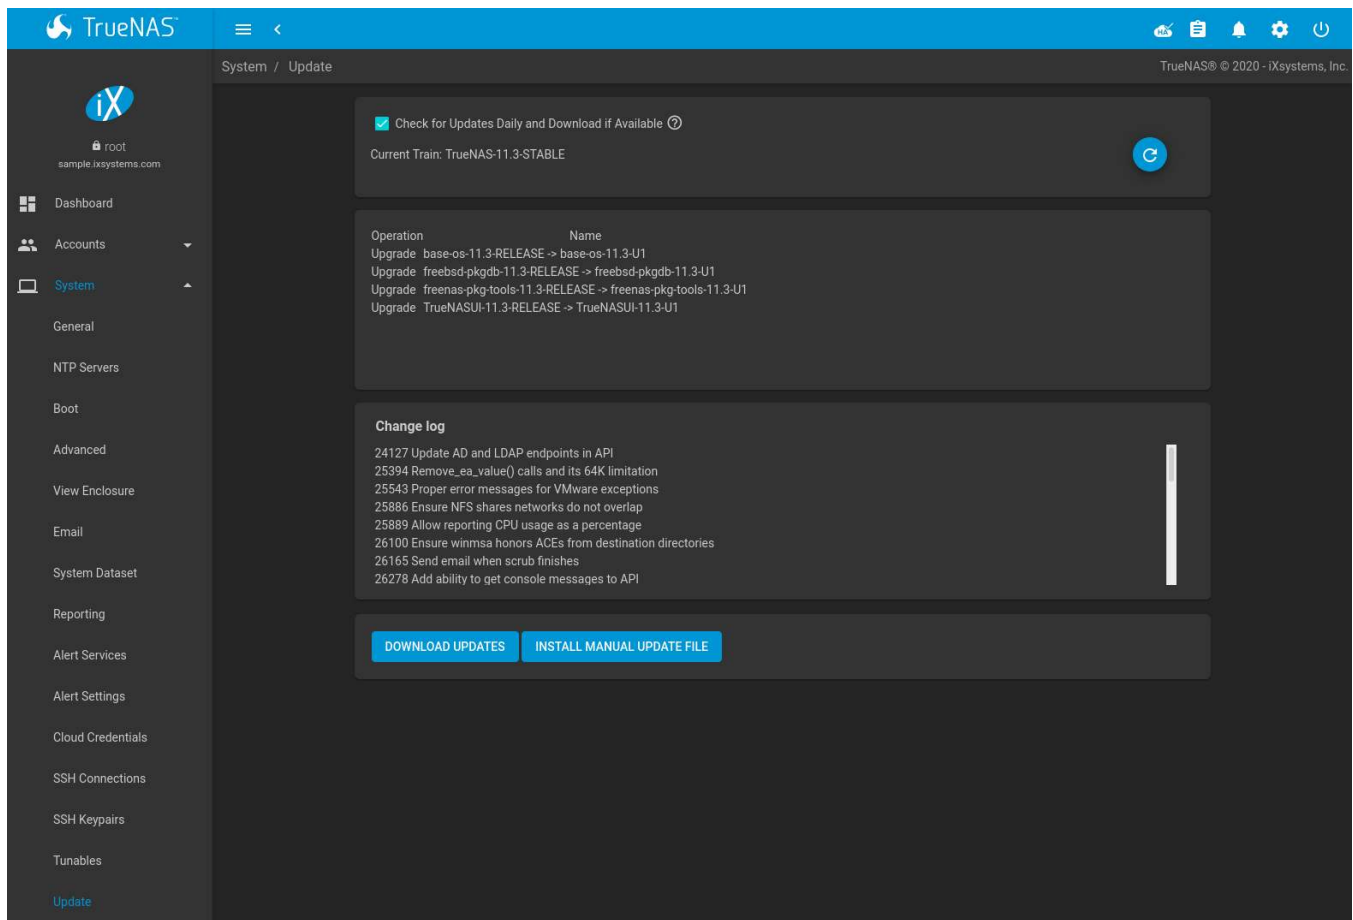 TrueNAS™
HA
System / Update
TrueNAS® © 2020 - iXsystems, Inc.
iX
root
sample.ixsystems.com
Dashboard
Accounts
System
General
NTP Servers
Boot
Advanced
View Enclosure
Email
System Dataset
Reporting
Alert Services
Alert Settings
Cloud Credentials
SSH Connections
SSH Keypairs
Tunables
Update
Check for Updates Daily and Download if Available ?
Current Train: TrueNAS-11.3-STABLE
Operation Name
Upgrade base-os-11.3-RELEASE -> base-os-11.3-U1
Upgrade freebsd-pkgdb-11.3-RELEASE -> freebsd-pkgdb-11.3-U1
Upgrade freenas-pkg-tools-11.3-RELEASE -> freenas-pkg-tools-11.3-U1
Upgrade TrueNASUI-11.3-RELEASE -> TrueNASUI-11.3-U1
Change log
24127 Update AD and LDAP endpoints in API
25394 Remove_ea_value() calls and its 64K limitation
25543 Proper error messages for VMware exceptions
25886 Ensure NFS shares networks do not overlap
25889 Allow reporting CPU usage as a percentage
26100 Ensure winmsa honors ACEs from destination directories
26165 Send email when scrub finishes
26278 Add ability to get console messages to API
DOWNLOAD UPDATES INSTALL MANUAL UPDATE FILE